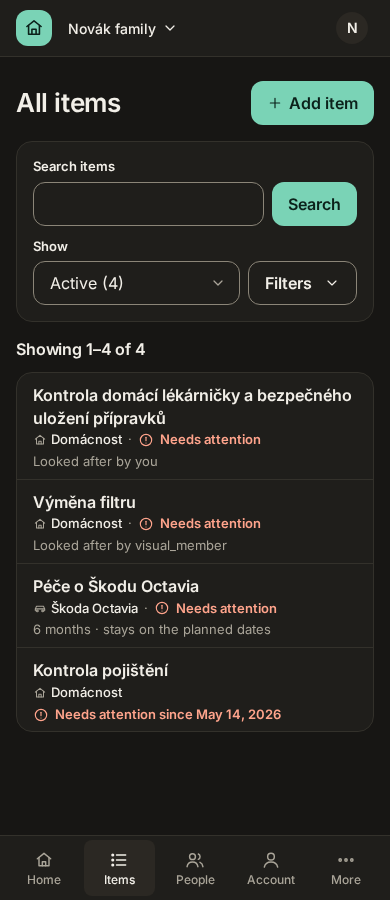 Novák family
N
All items
+ Add item
Search items
Search
Show
Active (4)
Filters
Showing 1–4 of 4
Kontrola domácí lékárničky a bezpečného
uložení přípravků
Domácnost · Needs attention
Looked after by you
Výměna filtru
Domácnost · Needs attention
Looked after by visual_member
Péče o Škodu Octavia
Škoda Octavia · Needs attention
6 months · stays on the planned dates
Kontrola pojištění
Domácnost
Needs attention since May 14, 2026
Home
Items
People
Account
More